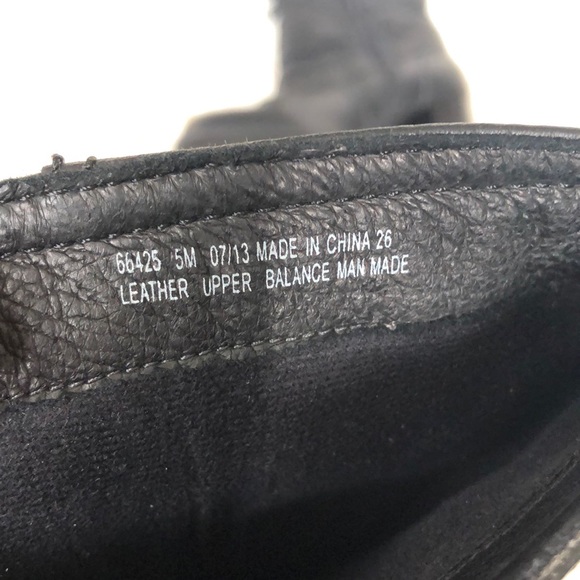 66425 5M 07/13 MADE IN CHINA 26
LEATHER UPPER BALANCE MAN MADE